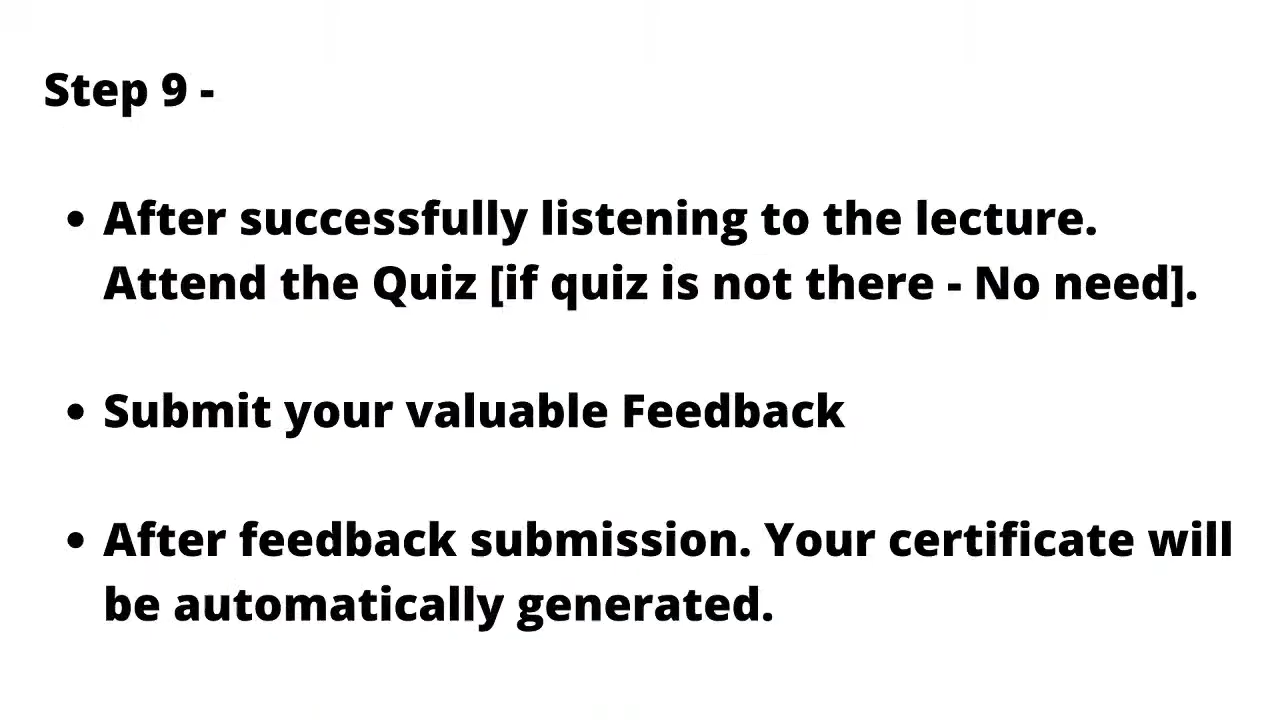 Step 9 -
• After successfully listening to the lecture.
Attend the Quiz [if quiz is not there - No need].
• Submit your valuable Feedback
• After feedback submission. Your certificate will
be automatically generated.